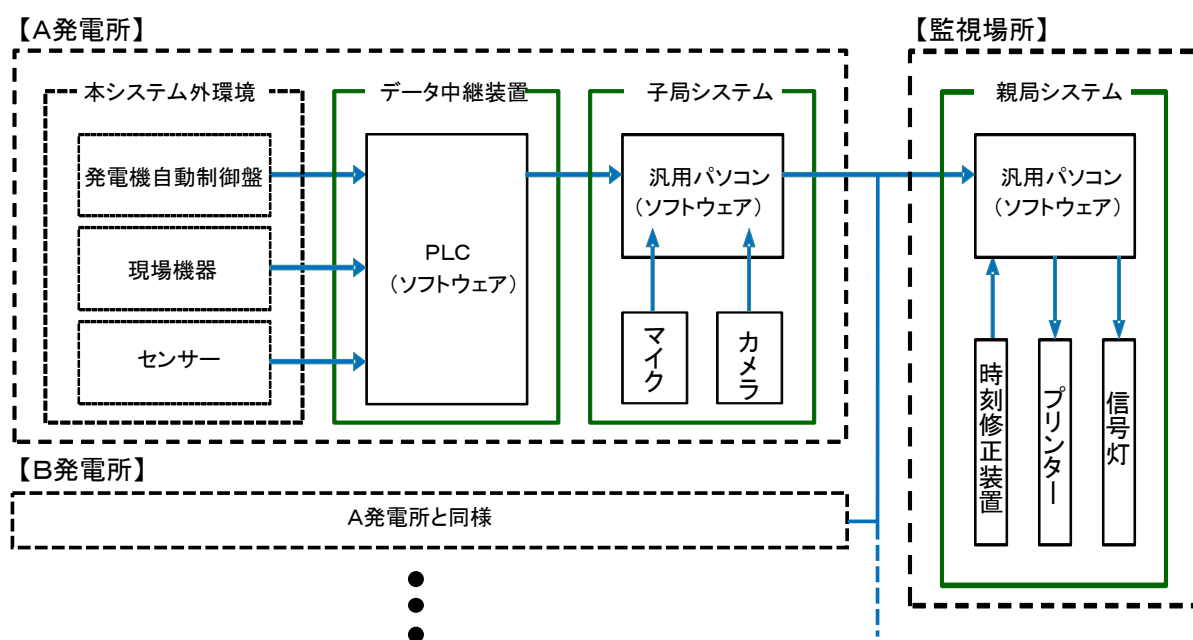 【A発電所】
【監視場所】
本システム外環境
データ中継装置
子局システム
親局システム
発電機自動制御盤
現場機器
センサー
PLC
(ソフトウェア)
汎用パソコン
(ソフトウェア)
マイク
カメラ
汎用パソコン
(ソフトウェア)
時刻修正装置
プリンター
信号灯
【B発電所】
A発電所と同様